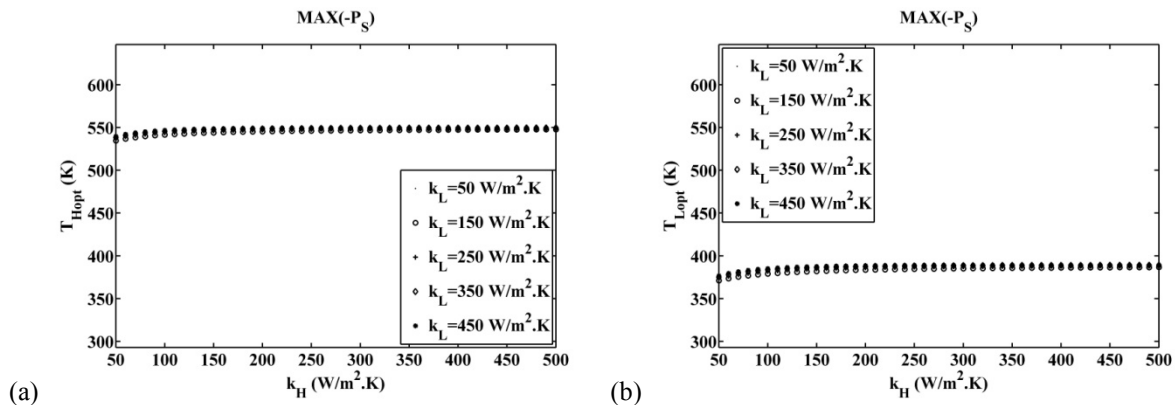 MAX(-P_S)
T_Hopt (K)
600
550
500
450
400
350
300
k_L=50 W/m².K
k_L=150 W/m².K
k_L=250 W/m².K
k_L=350 W/m².K
k_L=450 W/m².K
50 100 150 200 250 300 350 400 450 500
k_H (W/m².K)
(a)
MAX(-P_S)
T_Lopt (K)
600
550
500
450
400
350
300
k_L=50 W/m².K
k_L=150 W/m².K
k_L=250 W/m².K
k_L=350 W/m².K
k_L=450 W/m².K
50 100 150 200 250 300 350 400 450 500
k_H (W/m².K)
(b)